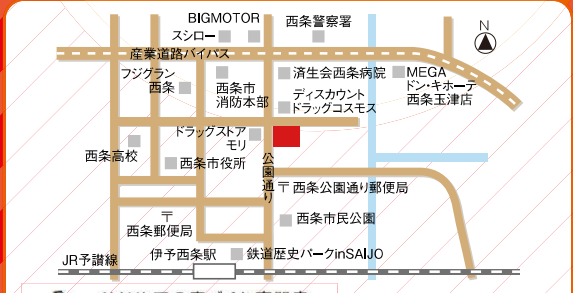 BIGMOTOR
スシロー
西条警察署
N
産業道路バイパス
フジグラン
西条
西条市
消防本部
済生会西条病院
MEGA
ドン・キホーテ
西条玉津店
ディスカウント
ドラッグコスモス
ドラッグストア
モリ
西条高校
西条市役所
公園通り
〒西条公園通り郵便局
〒
西条郵便局
西条市民公園
伊予西条駅
鉄道歴史パークinSAIJO
JR予讃線